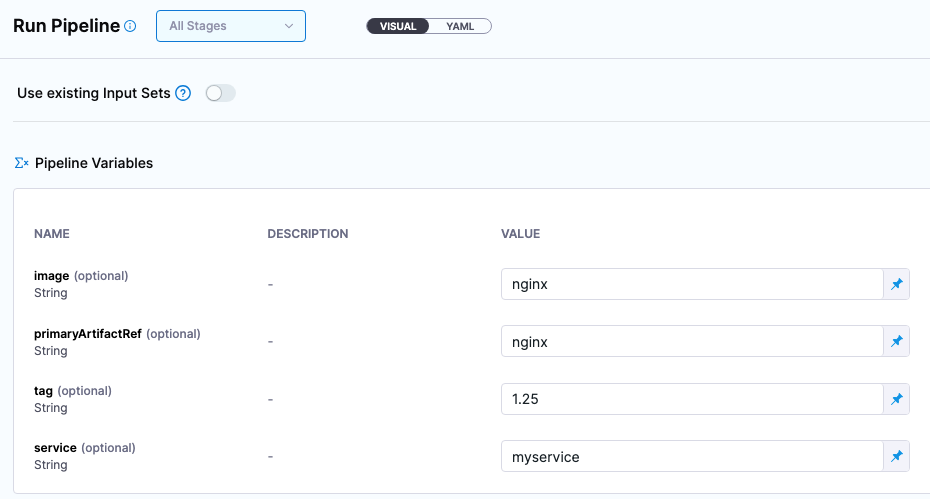 Run Pipeline All Stages VISUAL YAML
Use existing Input Sets ?
Pipeline Variables
NAME DESCRIPTION VALUE
image (optional)
String - nginx
primaryArtifactRef (optional)
String - nginx
tag (optional)
String - 1.25
service (optional)
String - myservice